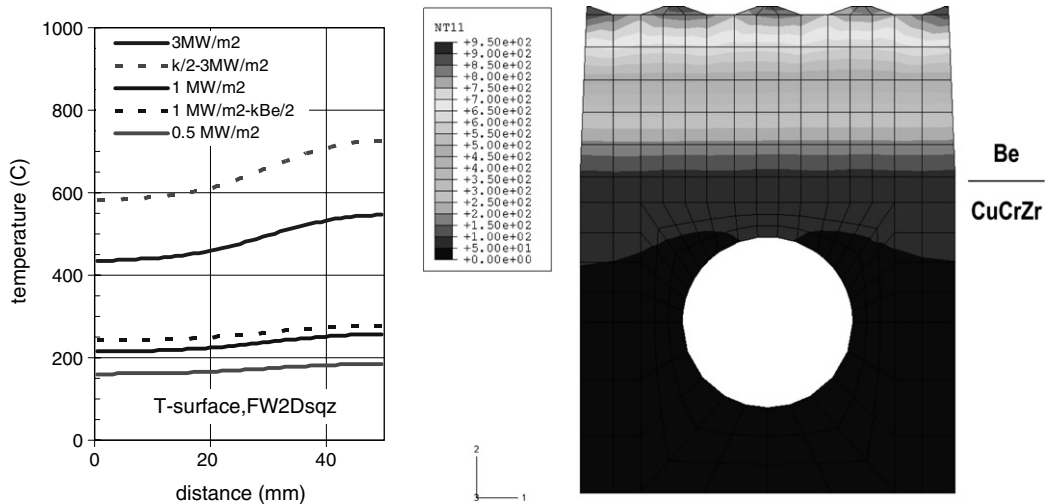 1000
800
600
400
200
0
temperature (C)
3MW/m2
k/2-3MW/m2
1 MW/m2
1 MW/m2-kBe/2
0.5 MW/m2
T-surface,FW2Dsqz
0
20
40
distance (mm)
NT11
+9.50e+02
+9.00e+02
+8.50e+02
+8.00e+02
+7.50e+02
+7.00e+02
+6.50e+02
+6.00e+02
+5.50e+02
+5.00e+02
+4.50e+02
+4.00e+02
+3.50e+02
+3.00e+02
+2.50e+02
+2.00e+02
+1.50e+02
+1.00e+02
+5.00e+01
+0.00e+00
2
3
1
Be
CuCrZr